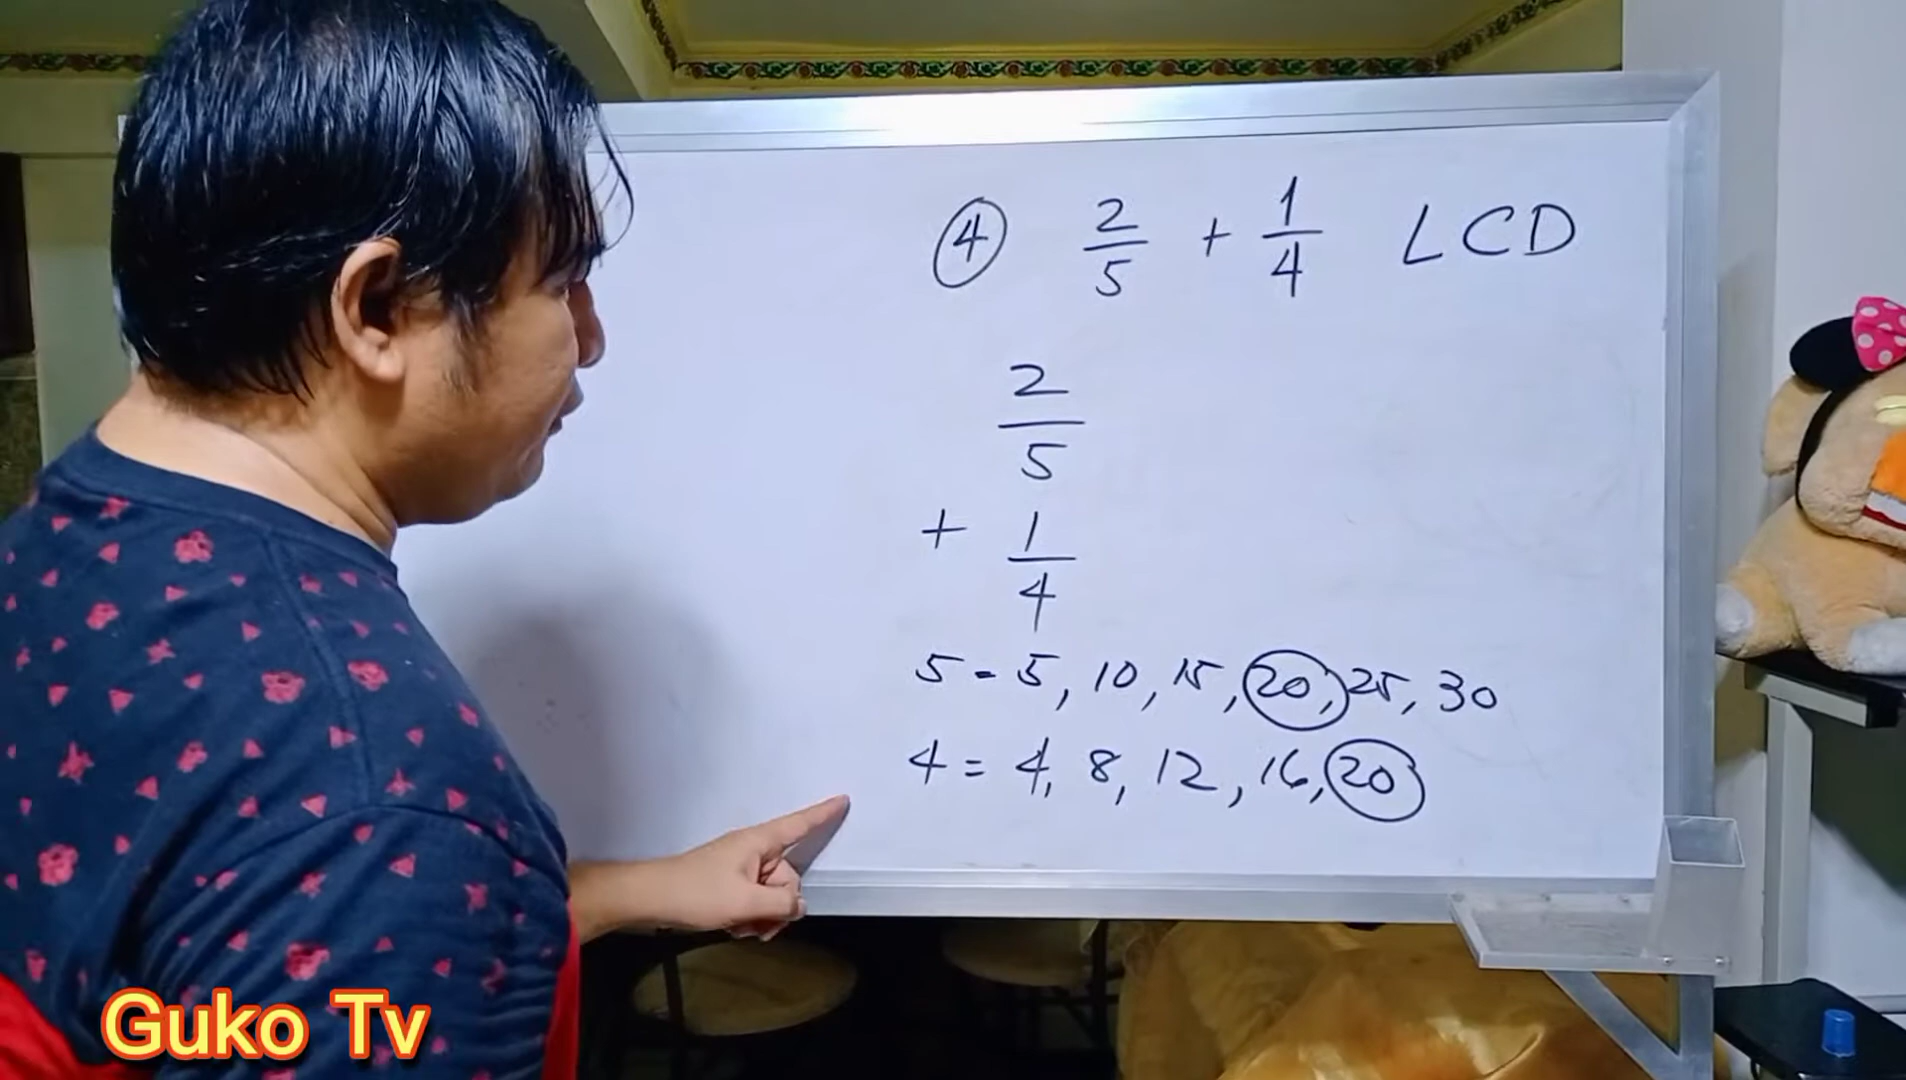 ④ 2/5 + 1/4 LCD
2/5
+ 1/4
5 = 5, 10, 15, 20, 25, 30
4 = 4, 8, 12, 16, 20
Guko Tv